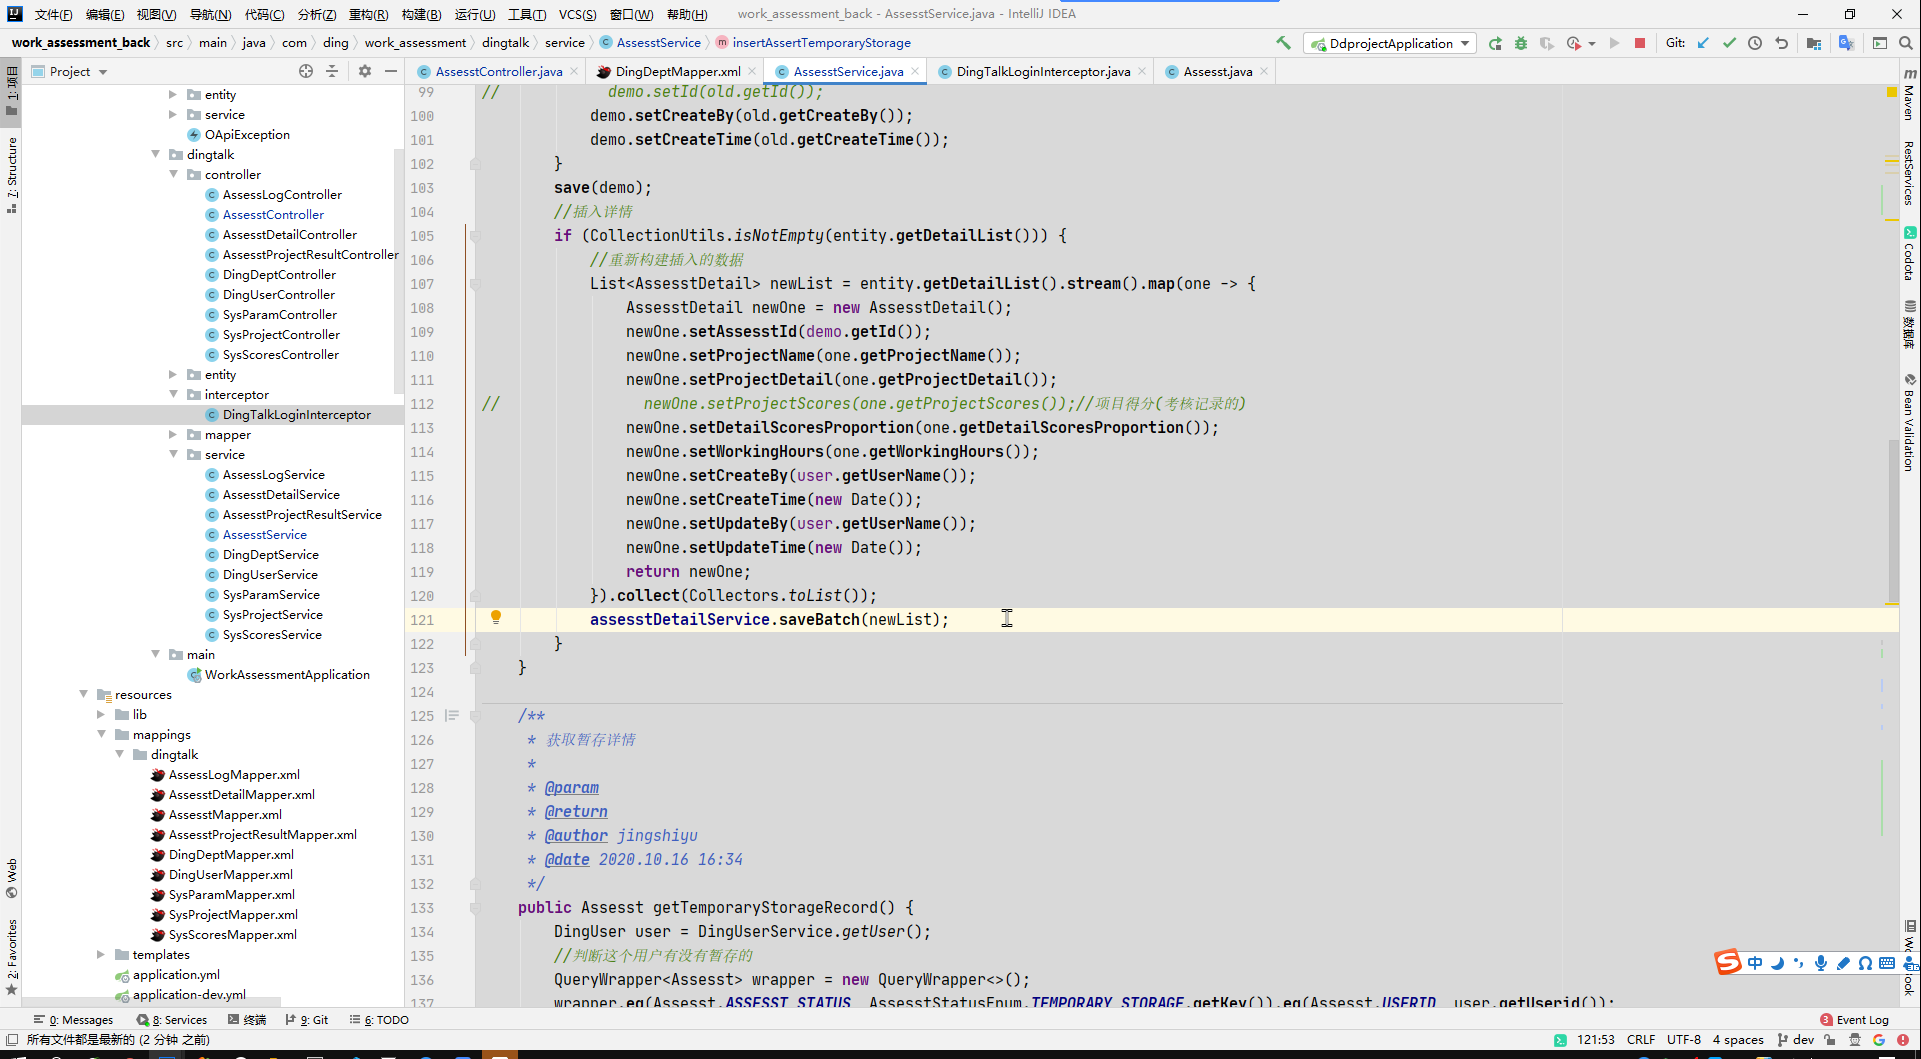 文件(F) 编辑(E) 视图(V) 导航(N) 代码(C) 分析(Z) 重构(R) 构建(B) 运行(U) 工具(T) VCS(S) 窗口(W) 帮助(H) work_assessment_back - AssesstService.java - IntelliJ IDEA
work_assessment_back src main java com ding work_assessment dingtalk service AssesstService insertAssertTemporaryStorage DdprojectApplication Git:
Project AssesstController.java DingDeptMapper.xml AssesstService.java DingTalkLoginInterceptor.java Assesst.java
1: 项目
7: Structure
Web
2: Favorites
entity
service
OApiException
dingtalk
controller
AssessLogController
AssesstController
AssesstDetailController
AssesstProjectResultController
DingDeptController
DingUserController
SysParamController
SysProjectController
SysScoresController
entity
interceptor
DingTalkLoginInterceptor
mapper
service
AssessLogService
AssesstDetailService
AssesstProjectResultService
AssesstService
DingDeptService
DingUserService
SysParamService
SysProjectService
SysScoresService
main
WorkAssessmentApplication
resources
lib
mappings
dingtalk
AssessLogMapper.xml
AssesstDetailMapper.xml
AssesstMapper.xml
AssesstProjectResultMapper.xml
DingDeptMapper.xml
DingUserMapper.xml
SysParamMapper.xml
SysProjectMapper.xml
SysScoresMapper.xml
templates
application.yml
application-dev.yml
99 // demo.setId(old.getId());
100 demo.setCreateBy(old.getCreateBy());
101 demo.setCreateTime(old.getCreateTime());
102 }
103 save(demo);
104 //插入详情
105 if (CollectionUtils.isNotEmpty(entity.getDetailList())) {
106 //重新构建插入的数据
107 List<AssesstDetail> newList = entity.getDetailList().stream().map(one -> {
108 AssesstDetail newOne = new AssesstDetail();
109 newOne.setAssesstId(demo.getId());
110 newOne.setProjectName(one.getProjectName());
111 newOne.setProjectDetail(one.getProjectDetail());
112 // newOne.setProjectScores(one.getProjectScores());//项目得分(考核记录的)
113 newOne.setDetailScoresProportion(one.getDetailScoresProportion());
114 newOne.setWorkingHours(one.getWorkingHours());
115 newOne.setCreateBy(user.getUserName());
116 newOne.setCreateTime(new Date());
117 newOne.setUpdateBy(user.getUserName());
118 newOne.setUpdateTime(new Date());
119 return newOne;
120 }).collect(Collectors.toList());
121 assesstDetailService.saveBatch(newList);
122 }
123 }
124
125 /**
126 * 获取暂存详情
127 *
128 * @param
129 * @return
130 * @author jingshiyu
131 * @date 2020.10.16 16:34
132 */
133 public Assesst getTemporaryStorageRecord() {
134 DingUser user = DingUserService.getUser();
135 //判断这个用户有没有暂存的
136 QueryWrapper<Assesst> wrapper = new QueryWrapper<>();
137 wrapper.eq(Assesst.ASSESST_STATUS, AssesstStatusEnum.TEMPORARY_STORAGE.getKey()).eq(Assesst.USERID, user.getUserid());
Maven
RestServices
Codota
数据库
Bean Validation
中
0: Messages 8: Services 终端 9: Git 6: TODO 3 Event Log
所有文件都是最新的 (2 分钟 之前) 121:53 CRLF UTF-8 4 spaces dev